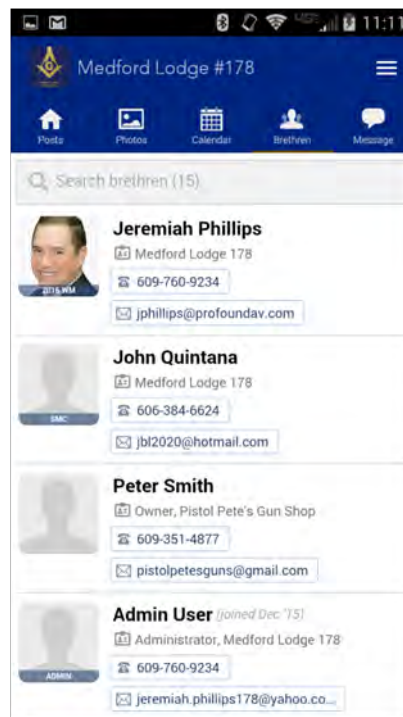 11:11
Medford Lodge #178
Posts Photos Calendar Brethren Message
Search brethren (15)
Jeremiah Phillips
Medford Lodge 178
609-760-9234
2015 WM
jphillips@profoundav.com
John Quintana
Medford Lodge 178
606-384-6624
SMC
jbl2020@hotmail.com
Peter Smith
Owner, Pistol Pete's Gun Shop
609-351-4877
pistolpetesguns@gmail.com
Admin User (joined Dec '15)
Administrator, Medford Lodge 178
609-760-9234
ADMIN
jeremiah.phillips178@yahoo.co...